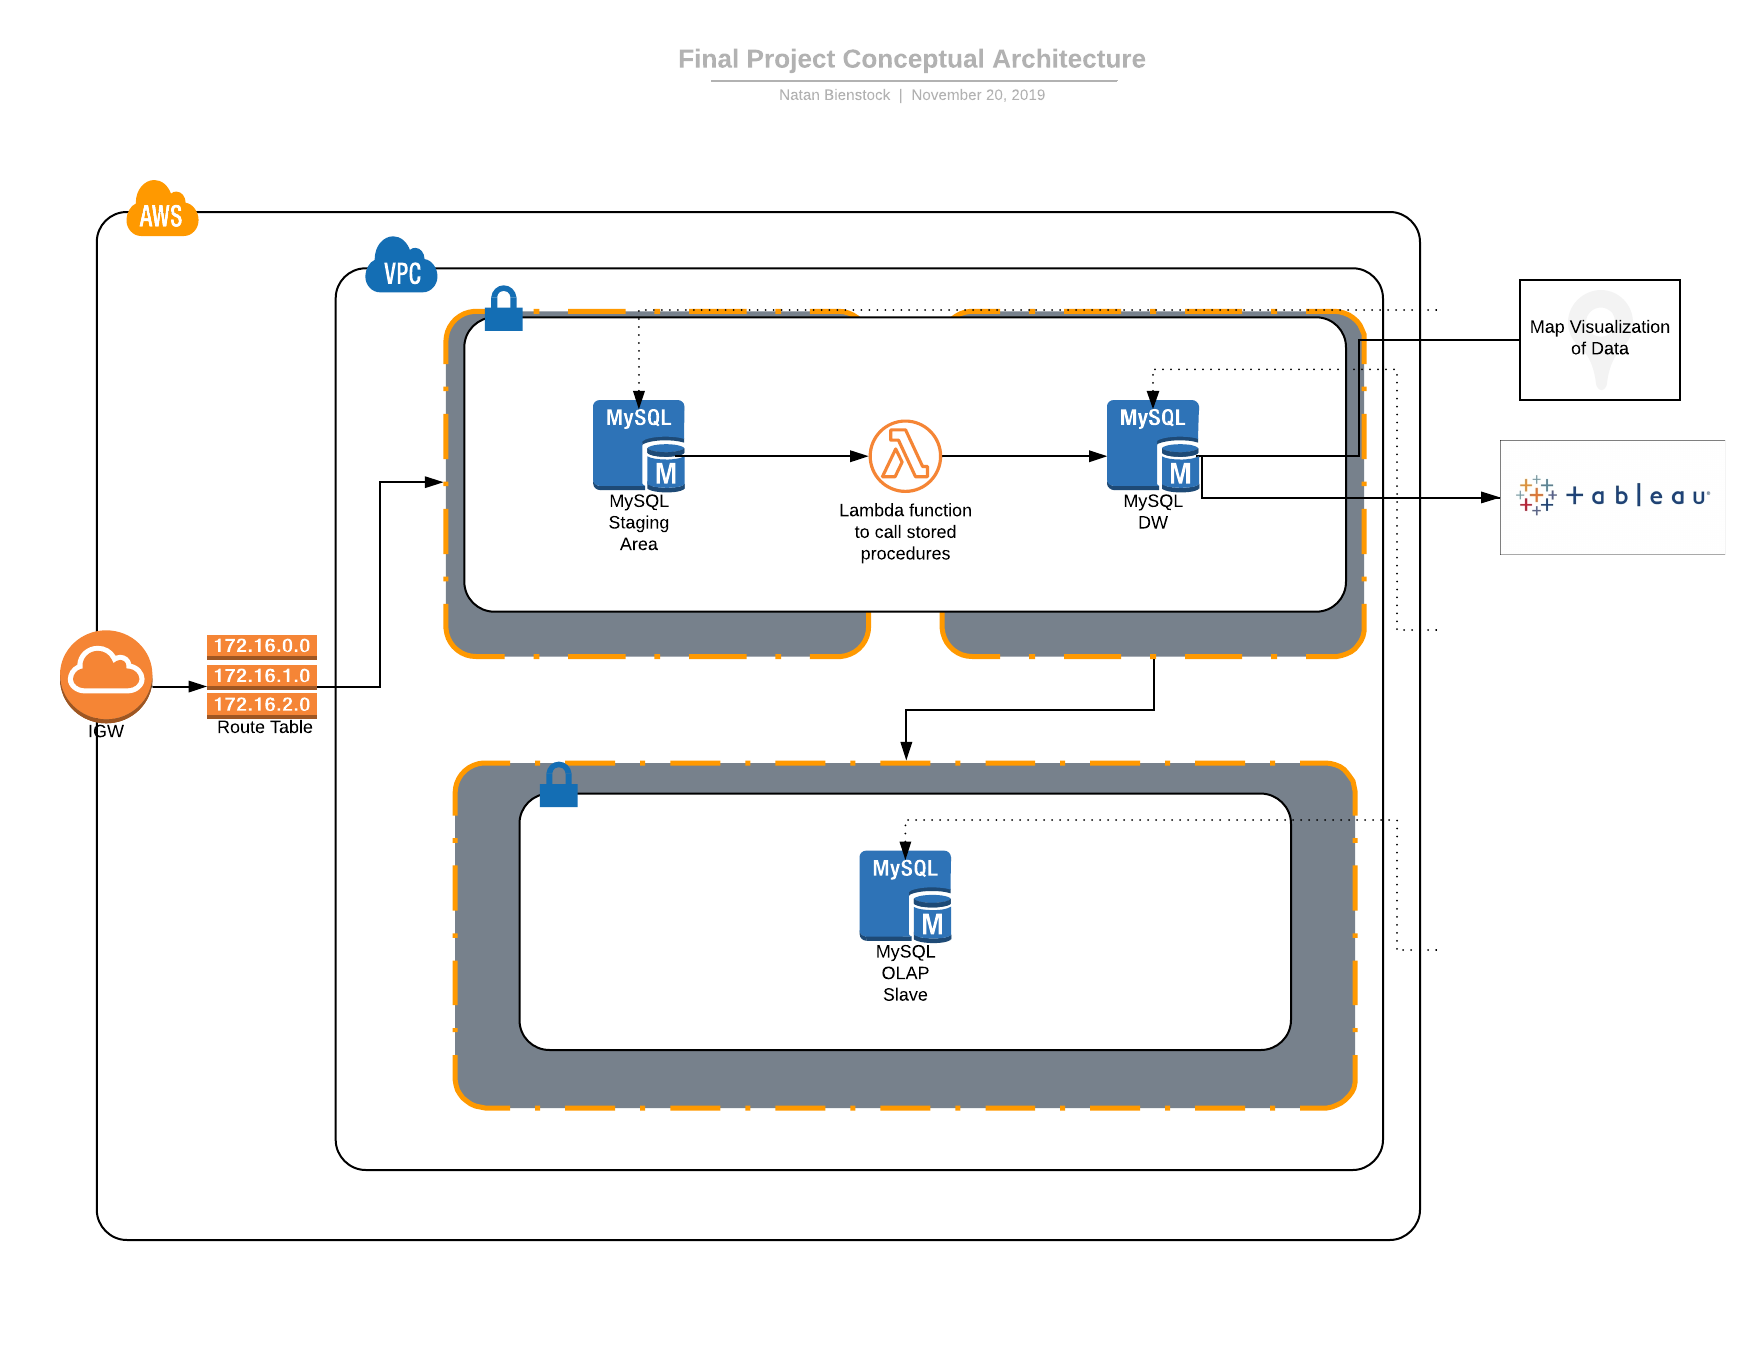 Final Project Conceptual Architecture
Natan Bienstock | November 20, 2019
AWS
VPC
Map Visualization
of Data
MySQL
MySQL
M
M
MySQL
Staging
Area
Lambda function
to call stored
procedures
MySQL
DW
+ableau
172.16.0.0
172.16.1.0
172.16.2.0
Route Table
IGW
MySQL
M
MySQL
OLAP
Slave